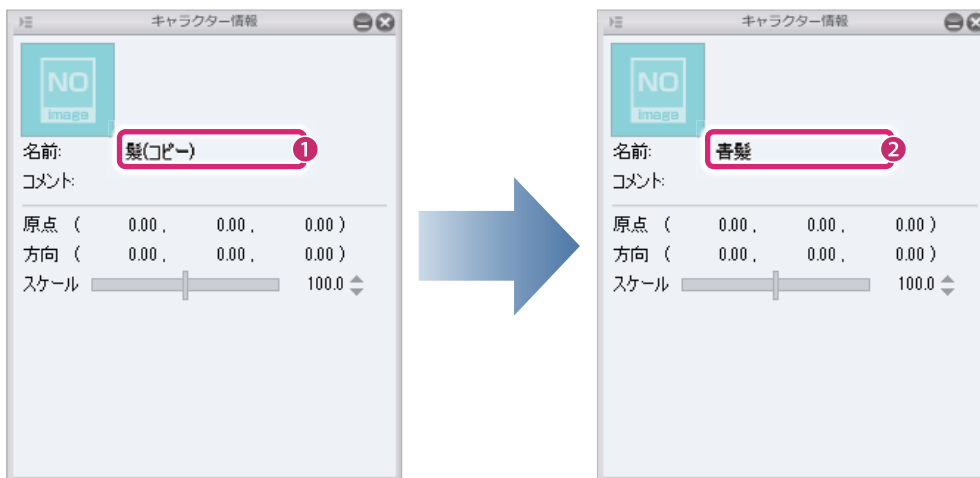 キャラクター情報
NO
image
名前: 髪(コピー) 1
コメント:
原点 ( 0.00 , 0.00 , 0.00 )
方向 ( 0.00 , 0.00 , 0.00 )
スケール 100.0
キャラクター情報
NO
image
名前: 青髪 2
コメント:
原点 ( 0.00 , 0.00 , 0.00 )
方向 ( 0.00 , 0.00 , 0.00 )
スケール 100.0